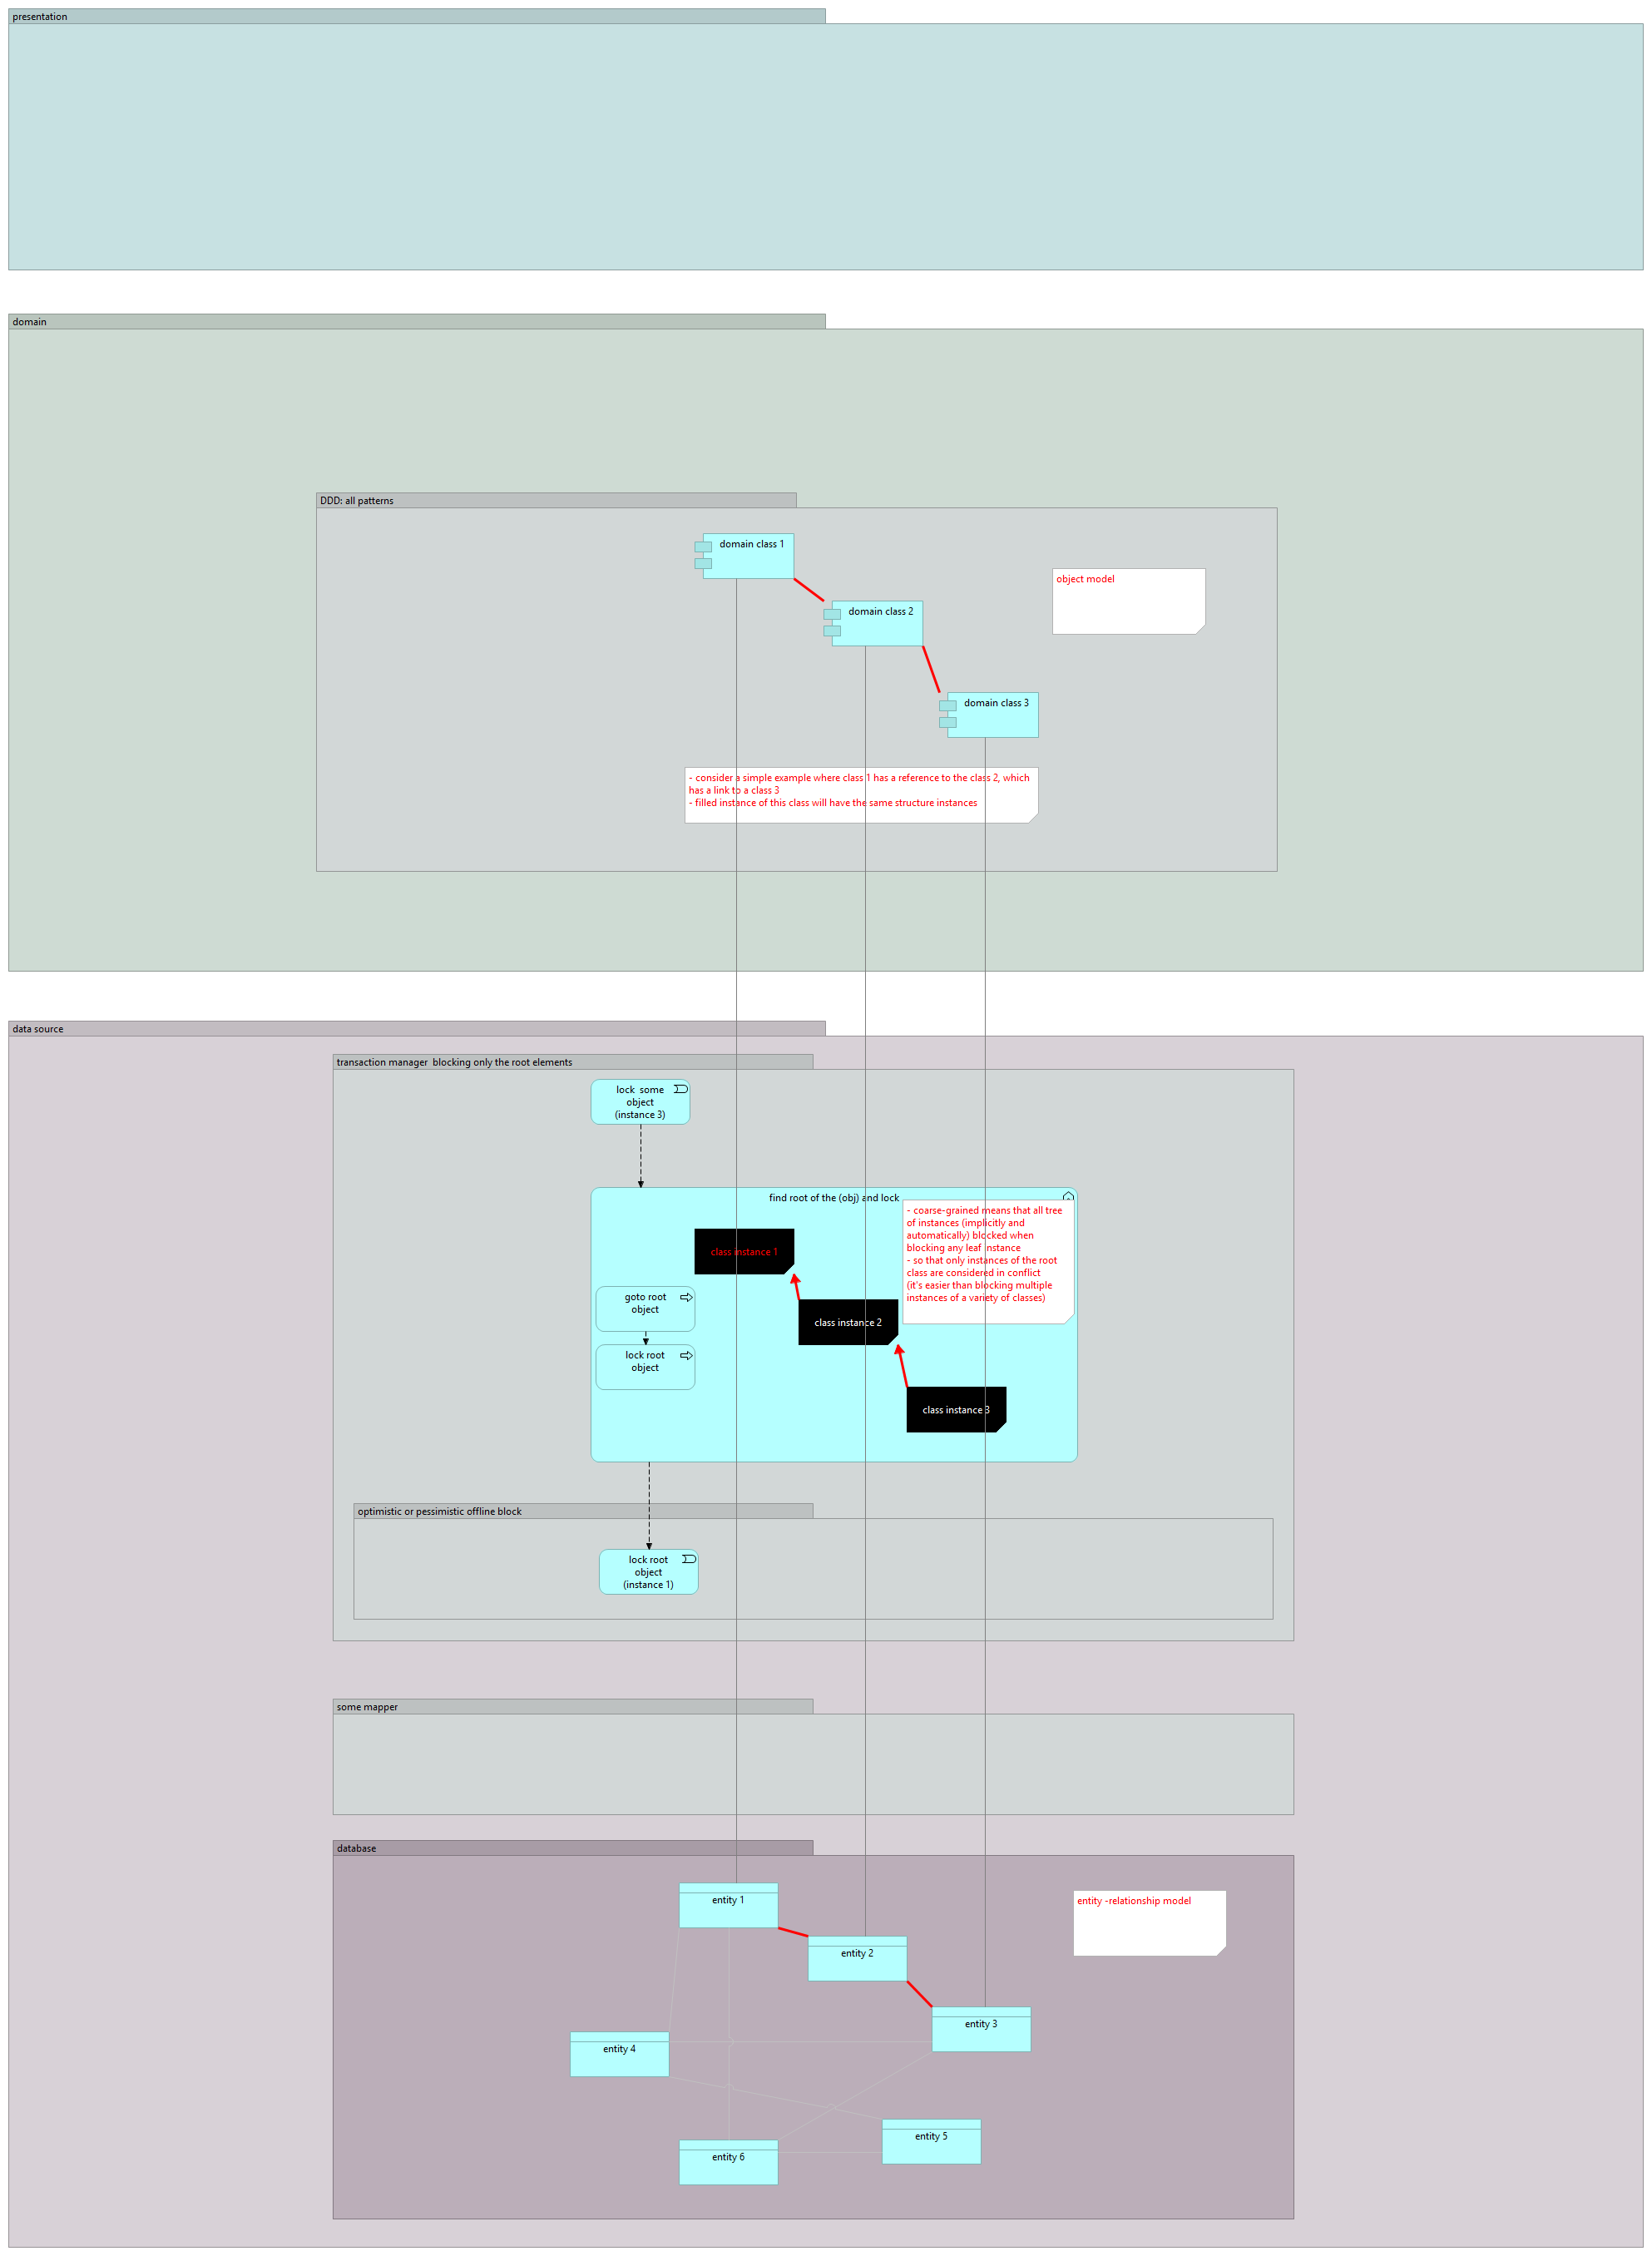 presentation
domain
DDD: all patterns
domain class 1
domain class 2
object model
domain class 3
- consider a simple example where class 1 has a reference to the class 2, which
has a link to a class 3
- filled instance of this class will have the same structure instances
data source
transaction manager  blocking only the root elements
lock  some
object
(instance 3)
find root of the (obj) and lock
- coarse-grained means that all tree
of instances (implicitly and
automatically) blocked when
blocking any leaf instance
- so that only instances of the root
class are considered in conflict
(it's easier than blocking multiple
instances of a variety of classes)
class instance 1
goto root
object
class instance 2
lock root
object
class instance 3
optimistic or pessimistic offline block
lock root
object
(instance 1)
some mapper
database
entity 1
entity -relationship model
entity 2
entity 3
entity 4
entity 5
entity 6